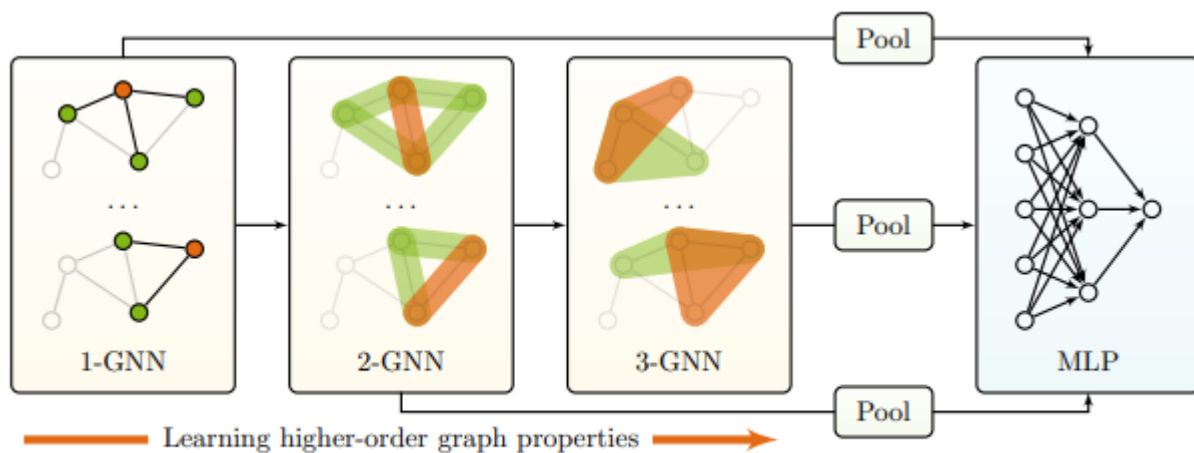 Pool
. . .
. . .
. . .
Pool
1-GNN
2-GNN
3-GNN
MLP
Pool
Learning higher-order graph properties